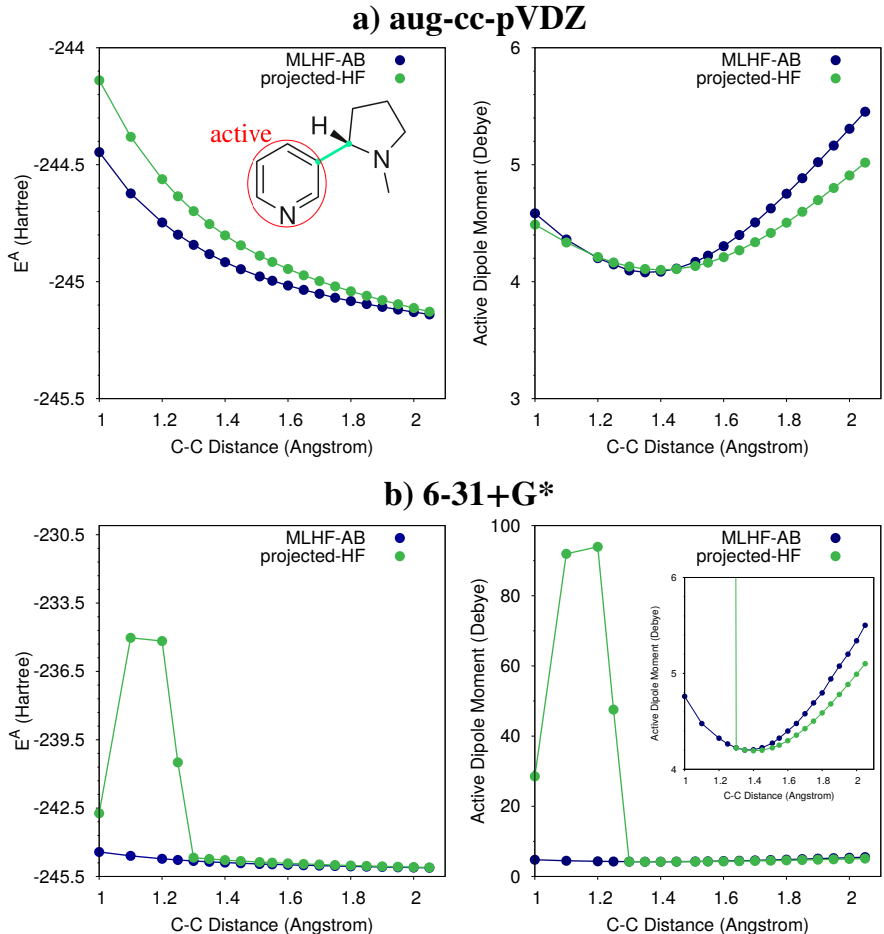 a) aug-cc-pVDZ
MLHF-AB
projected-HF
active
H
N
N
E^A (Hartree)
-244
-244.5
-245
-245.5
1 1.2 1.4 1.6 1.8 2
C-C Distance (Angstrom)
MLHF-AB
projected-HF
Active Dipole Moment (Debye)
6
5
4
3
1 1.2 1.4 1.6 1.8 2
C-C Distance (Angstrom)
b) 6-31+G*
MLHF-AB
projected-HF
E^A (Hartree)
-230.5
-233.5
-236.5
-239.5
-242.5
-245.5
1 1.2 1.4 1.6 1.8 2
C-C Distance (Angstrom)
MLHF-AB
projected-HF
Active Dipole Moment (Debye)
100
80
60
40
20
0
1 1.2 1.4 1.6 1.8 2
C-C Distance (Angstrom)
Active Dipole Moment (Debye)
6
5
4
1 1.2 1.4 1.6 1.8 2
C-C Distance (Angstrom)